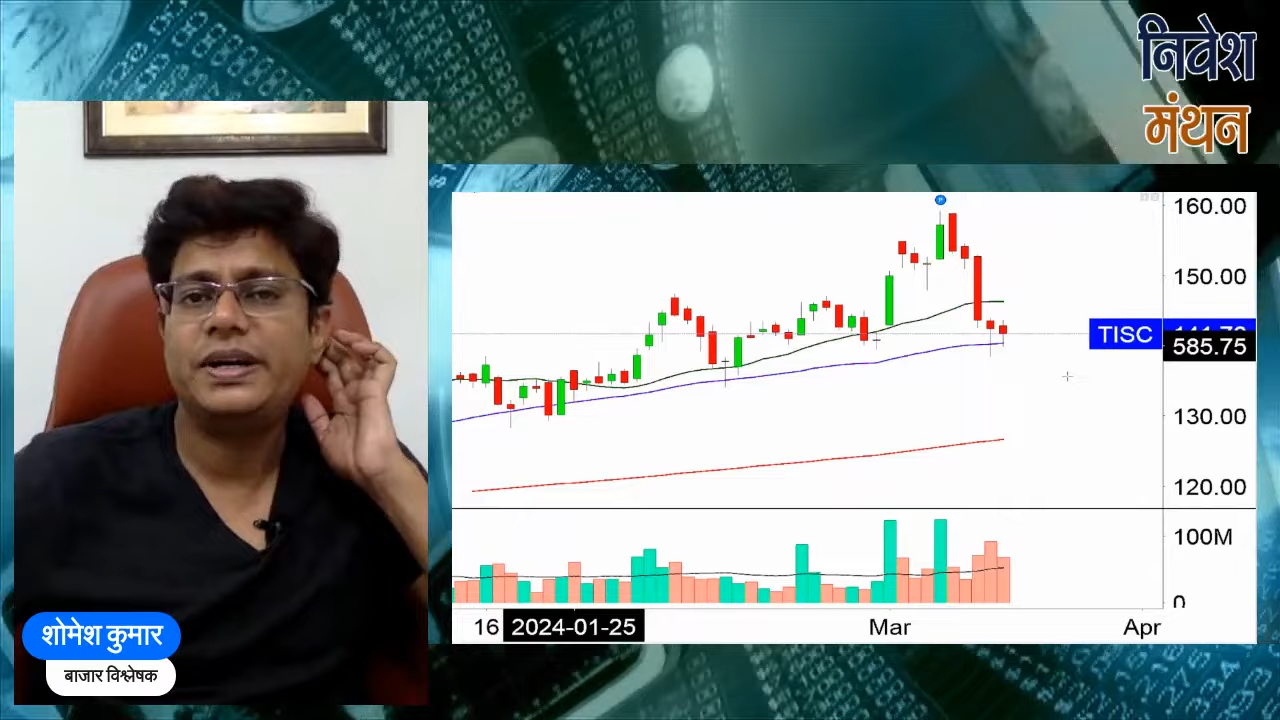 निवेश
मंथन
160.00
150.00
TISC
585.75
130.00
120.00
100M
0
16 2024-01-25 Mar Apr
शोमेश कुमार
बाजार विश्लेषक